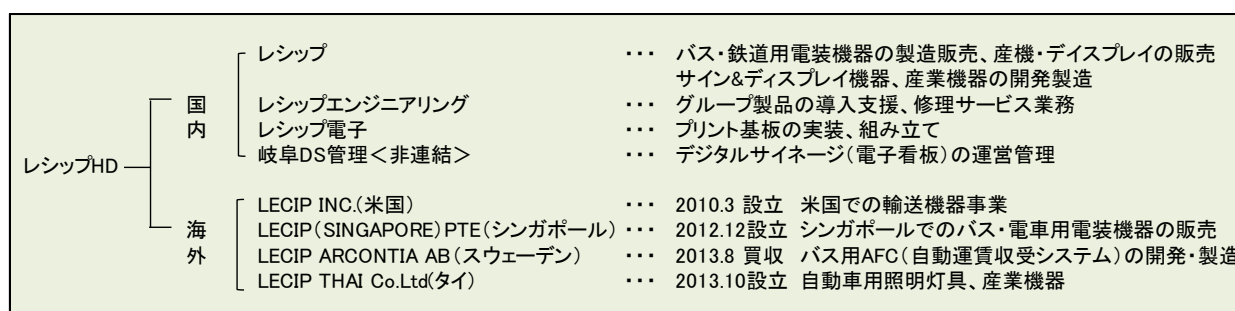 レシップHD
国内
レシップ ・・・ バス・鉄道用電装機器の製造販売、産機・デイスプレイの販売
サイン&ディスプレイ機器、産業機器の開発製造
レシップエンジニアリング ・・・ グループ製品の導入支援、修理サービス業務
レシップ電子 ・・・ プリント基板の実装、組み立て
岐阜DS管理＜非連結＞ ・・・ デジタルサイネージ（電子看板）の運営管理
海外
LECIP INC.(米国） ・・・ 2010.3 設立 米国での輸送機器事業
LECIP（SINGAPORE）PTE（シンガポール） ・・・ 2012.12設立 シンガポールでのバス・電車用電装機器の販売
LECIP ARCONTIA AB（スウェーデン） ・・・ 2013.8 買収 バス用AFC（自動運賃収受システム）の開発・製造
LECIP THAI Co.Ltd(タイ） ・・・ 2013.10設立 自動車用照明灯具、産業機器